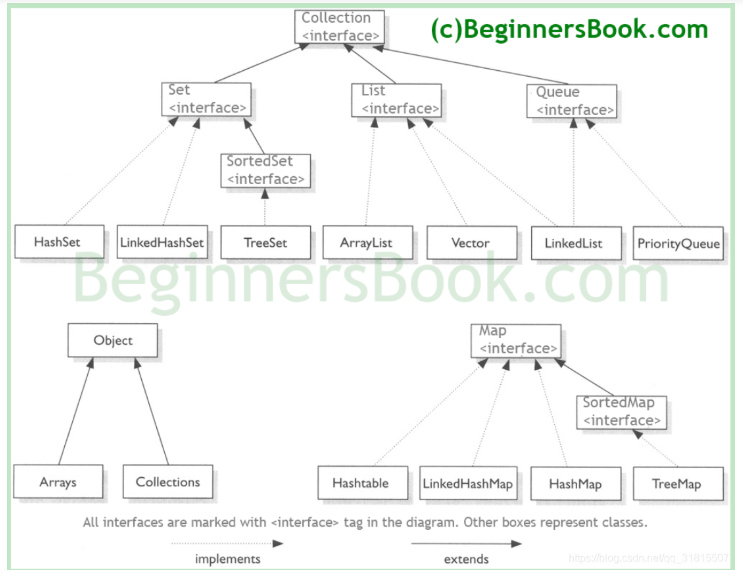 Collection
<interface>
(c)BeginnersBook.com
Set
<interface>
List
<interface>
Queue
<interface>
SortedSet
<interface>
HashSet
LinkedHashSet
TreeSet
ArrayList
Vector
LinkedList
PriorityQueue
BeginnersBook.com
Object
Map
<interface>
SortedMap
<interface>
Arrays
Collections
Hashtable
LinkedHashMap
HashMap
TreeMap
All interfaces are marked with <interface> tag in the diagram. Other boxes represent classes.
implements
extends
https://blog.csdn.net/qq_31815507